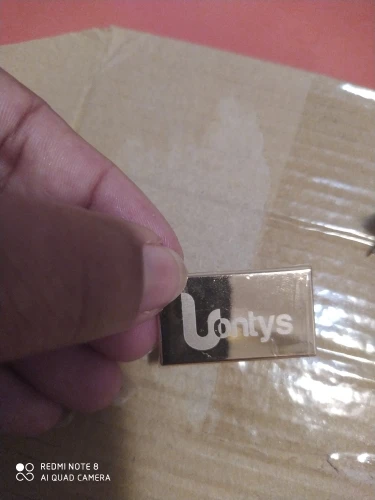 Uontys
REDMI NOTE 8
AI QUAD CAMERA